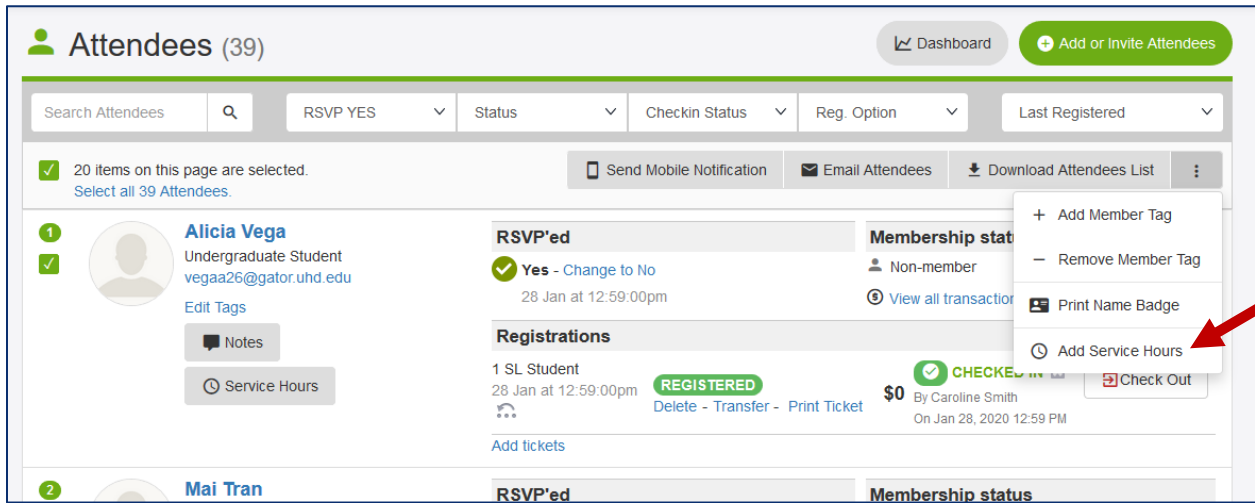 Attendees (39)
Dashboard
Add or Invite Attendees
Search Attendees
RSVP YES
Status
Checkin Status
Reg. Option
Last Registered
20 items on this page are selected.
Select all 39 Attendees.
Send Mobile Notification
Email Attendees
Download Attendees List
+ Add Member Tag
− Remove Member Tag
Print Name Badge
Add Service Hours
1
Alicia Vega
Undergraduate Student
vegaa26@gator.uhd.edu
Edit Tags
Notes
Service Hours
RSVP'ed
Yes - Change to No
28 Jan at 12:59:00pm
Membership stat
Non-member
View all transaction
Registrations
1 SL Student
28 Jan at 12:59:00pm
REGISTERED
Delete - Transfer - Print Ticket
$0
CHECKED IN
By Caroline Smith
On Jan 28, 2020 12:59 PM
Check Out
Add tickets
2
Mai Tran
RSVP'ed
Membership status